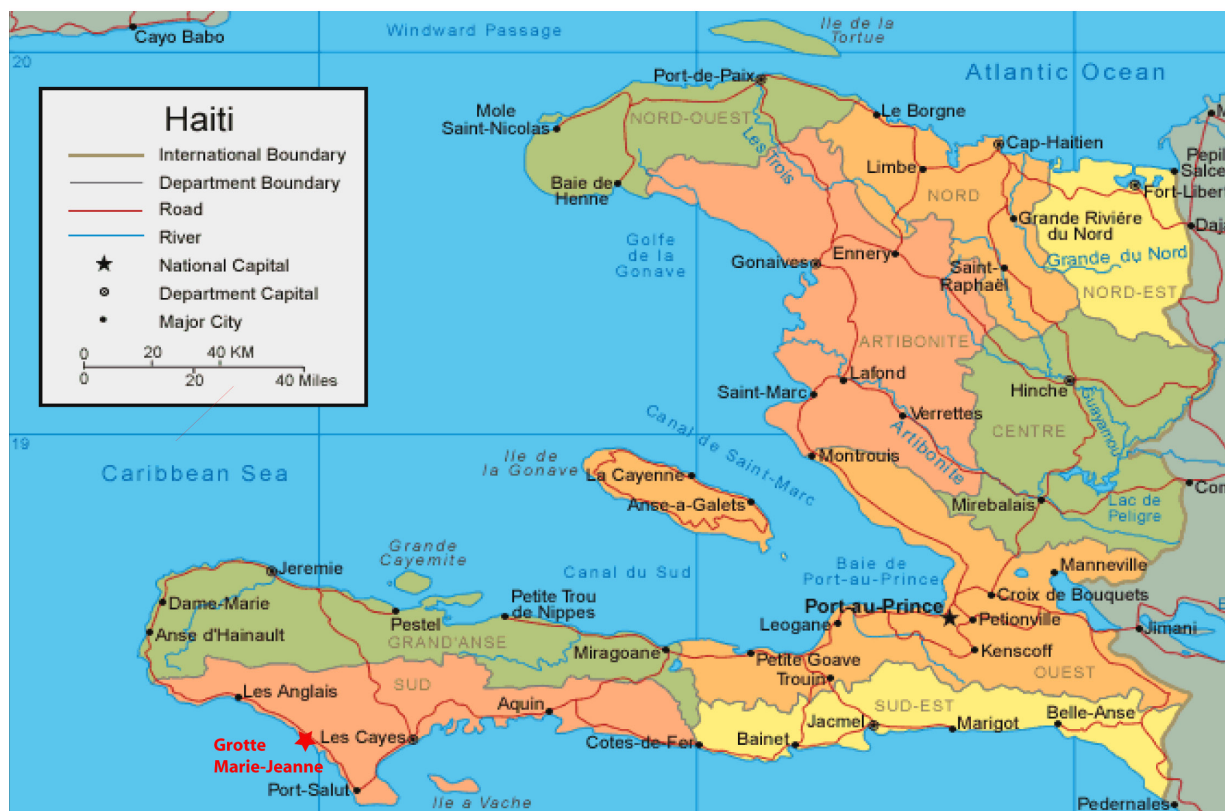 Cayo Babo
Windward Passage
Ile de la
Tortue
20
Atlantic Ocean
Port-de-Paix
Mole
Saint-Nicolas
NORD-OUEST
Le Borgne
Les Trois
Cap-Haitien
Limbe
Baie de
Henne
NORD
Fort-Libert
Pepil
Salce
Grande Riviére
du Nord
Daja
Golfe
de la
Gonave
Gonaives
Ennery
Saint-
Raphaël
Grande du Nord
NORD-EST
Haiti
International Boundary
Department Boundary
Road
River
National Capital
Department Capital
Major City
0 20 40 KM
0 20 40 Miles
ARTIBONITE
Lafond
Saint-Marc
Hinche
Verrettes
Guayamou
CENTRE
Artibonite
19
Canal de Saint-Marc
Montrouis
Caribbean Sea
Ile de
la Gonave
La Cayenne
Anse-a-Galets
Mirebalais
Lac de
Peligre
Com
Grande
Cayemite
Canal du Sud
Baie de
Port-au-Prince
Manneville
Jeremie
Croix de Bouquets
Dame-Marie
Pestel
Petite Trou
de Nippes
Port-au-Prince
Petionville
Leogane
Jimani
Anse d'Hainault
GRAND'ANSE
Miragoane
Kenscoff
Petite Goave
OUEST
Trouin
SUD
Les Anglais
Aquin
SUD-EST
Jacmel
Marigot
Belle-Anse
Grotte
Marie-Jeanne
Les Cayes
Cotes-de-Fer
Bainet
Port-Salut
Ile a Vache
Pedernales